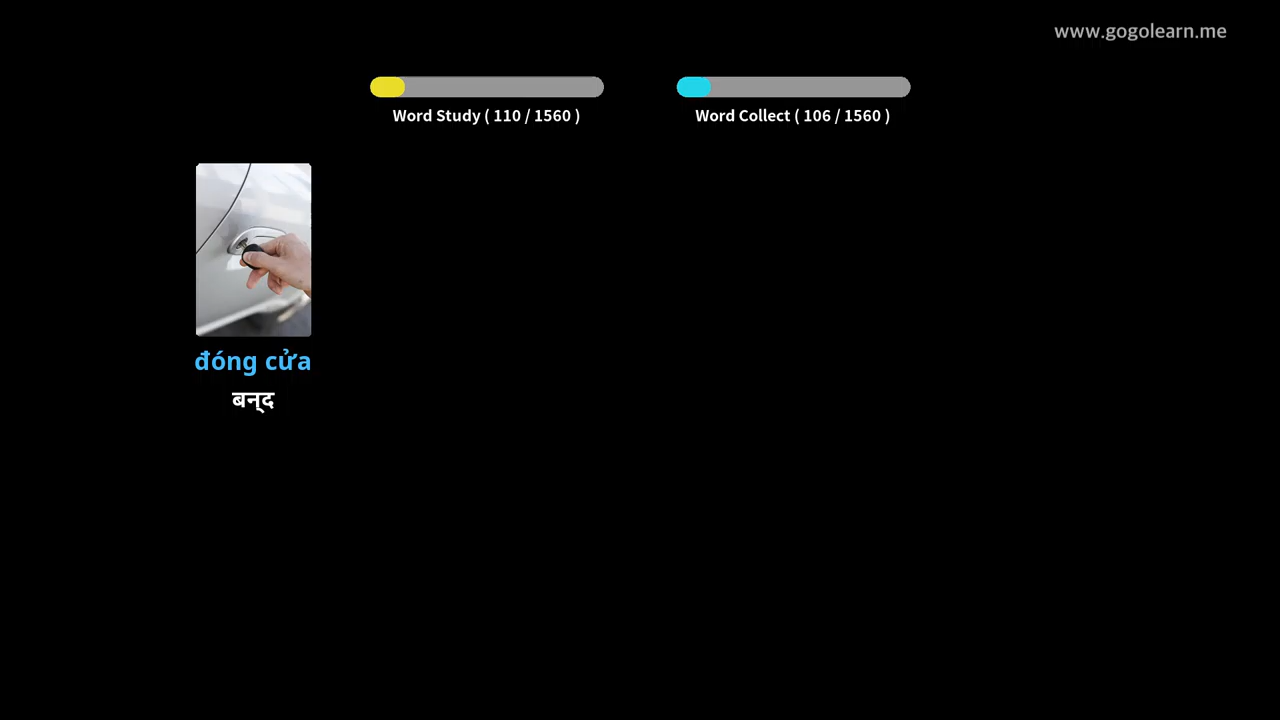 www.gogolearn.me
Word Study ( 110 / 1560 )
Word Collect ( 106 / 1560 )
đóng cửa
बन्‌द